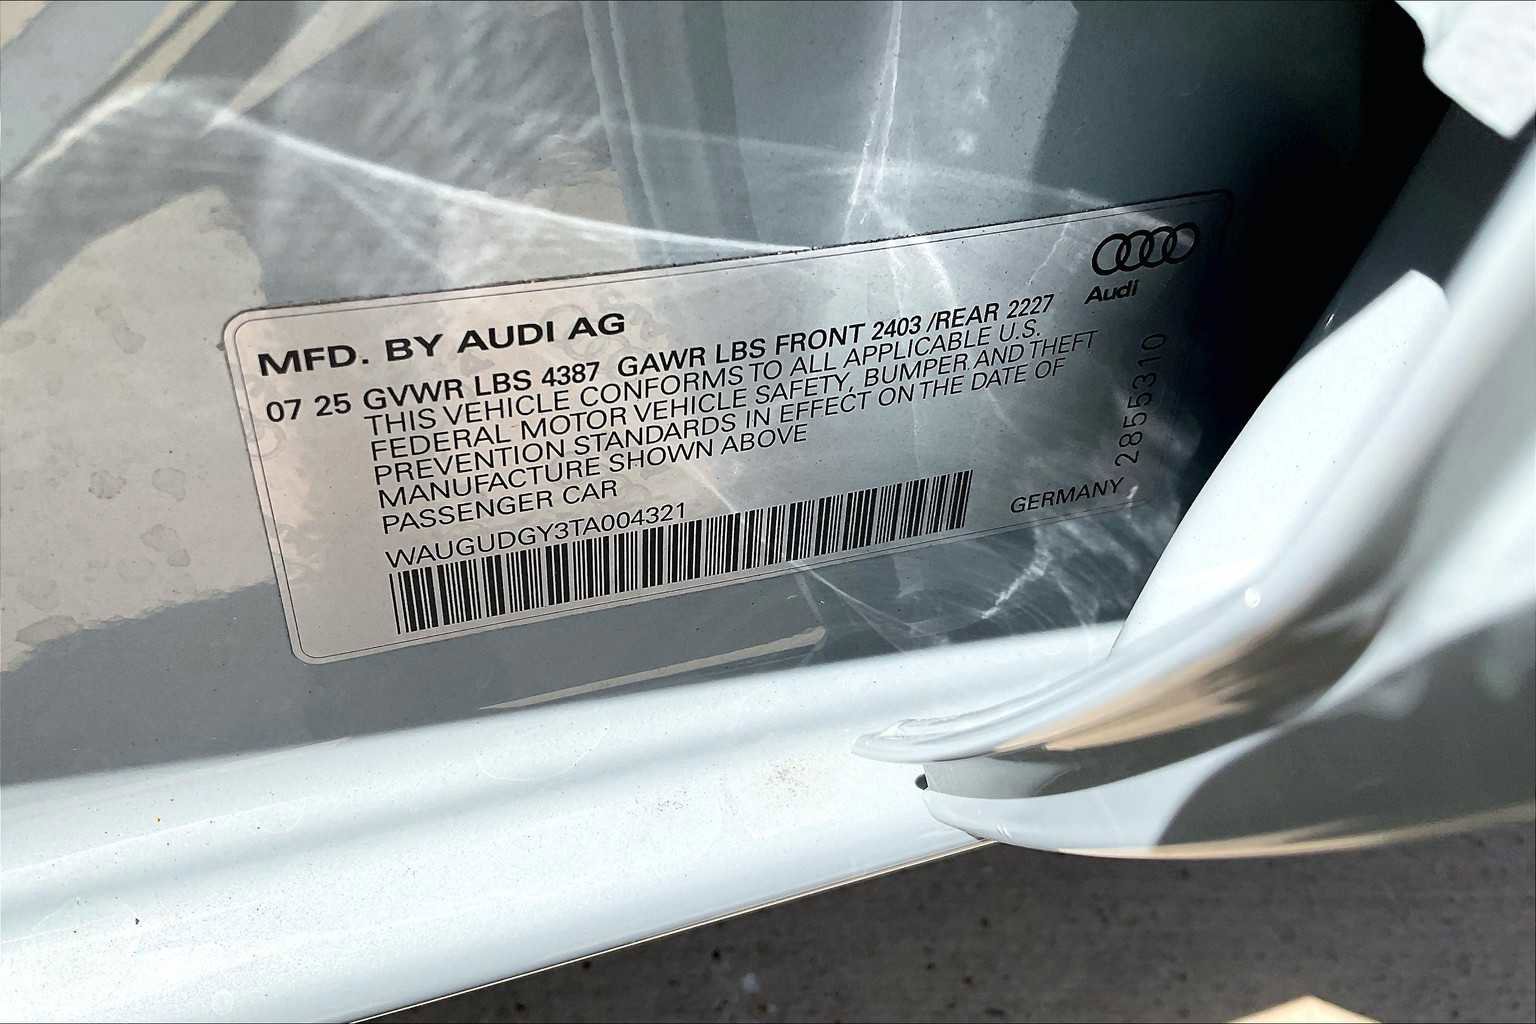 Audi
MFD. BY AUDI AG
07 25 GVWR LBS 4387 GAWR LBS FRONT 2403 /REAR 2227
THIS VEHICLE CONFORMS TO ALL APPLICABLE U.S.
FEDERAL MOTOR VEHICLE SAFETY, BUMPER AND THEFT
PREVENTION STANDARDS IN EFFECT ON THE DATE OF
MANUFACTURE SHOWN ABOVE
PASSENGER CAR
WAUGUDGY3TA004321
GERMANY
28555310